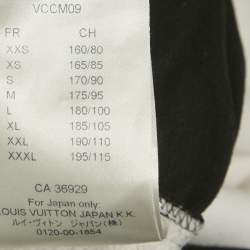 VCCM09
FR CH
XXS 160/80
XS 165/85
S 170/90
M 175/95
L 180/100
XL 185/105
XXL 190/110
XXXL 195/115
CA 36929
For Japan only:
LOUIS VUITTON JAPAN K.K.
ルイ・ヴィトン ジャパン(株)
0120-00-1854